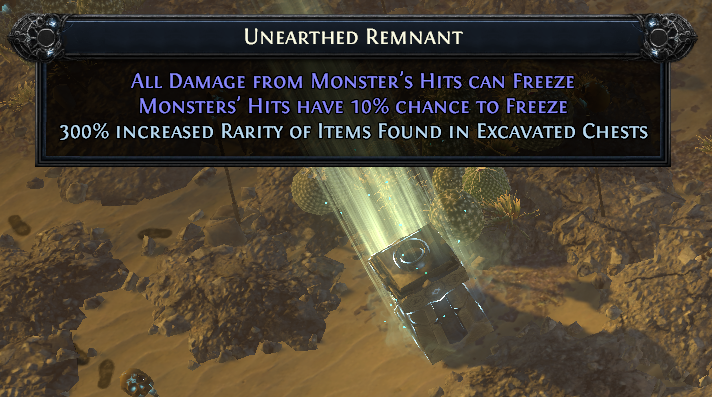 Unearthed Remnant
All Damage from Monster's Hits can Freeze
Monsters' Hits have 10% chance to Freeze
300% increased Rarity of Items Found in Excavated Chests